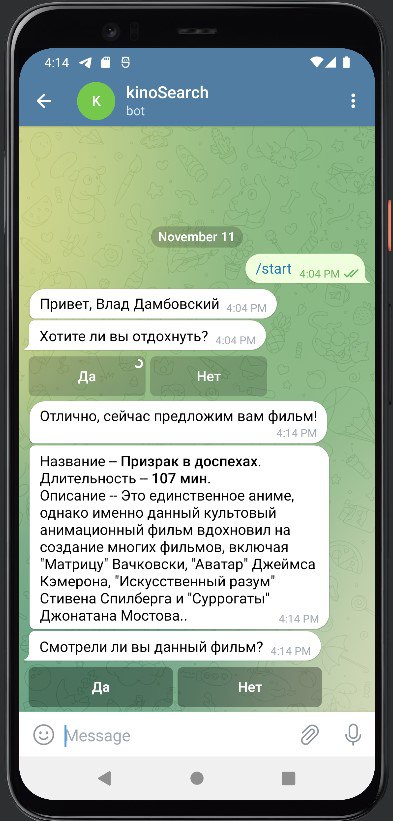 4:14
K
kinoSearch
bot
November 11
/start 4:04 PM
Привет, Влад Дамбовский 4:04 PM
Хотите ли вы отдохнуть? 4:04 PM
Да
Нет
Отлично, сейчас предложим вам фильм!
4:14 PM
Название – Призрак в доспехах.
Длительность – 107 мин.
Описание -- Это единственное аниме,
однако именно данный культовый
анимационный фильм вдохновил на
создание многих фильмов, включая
"Матрицу" Вачковски, "Аватар" Джеймса
Кэмерона, "Искусственный разум"
Стивена Спилберга и "Суррогаты"
Джонатана Мостова..
4:14 PM
Смотрели ли вы данный фильм? 4:14 PM
Да
Нет
Message